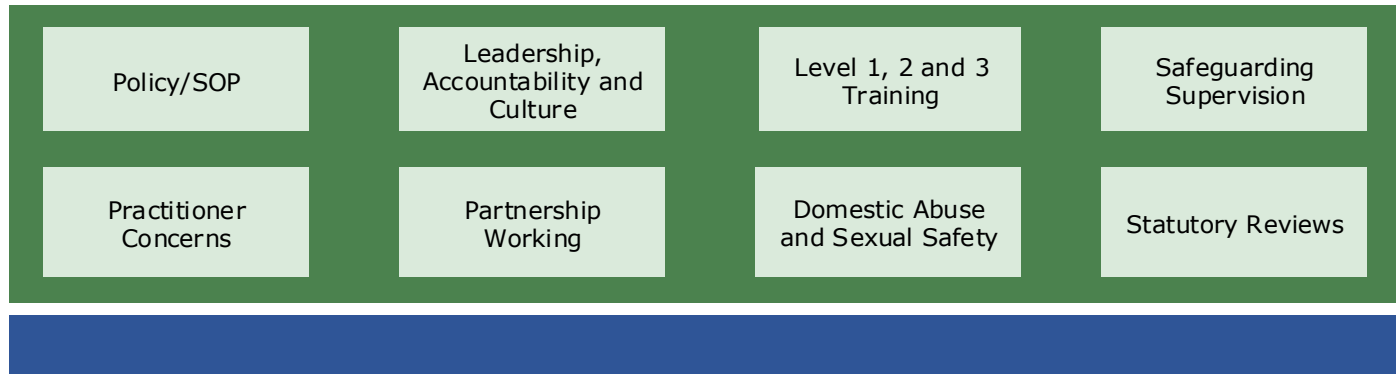 Policy/SOP
Leadership,
Accountability and
Culture
Level 1, 2 and 3
Training
Safeguarding
Supervision
Practitioner
Concerns
Partnership
Working
Domestic Abuse
and Sexual Safety
Statutory Reviews